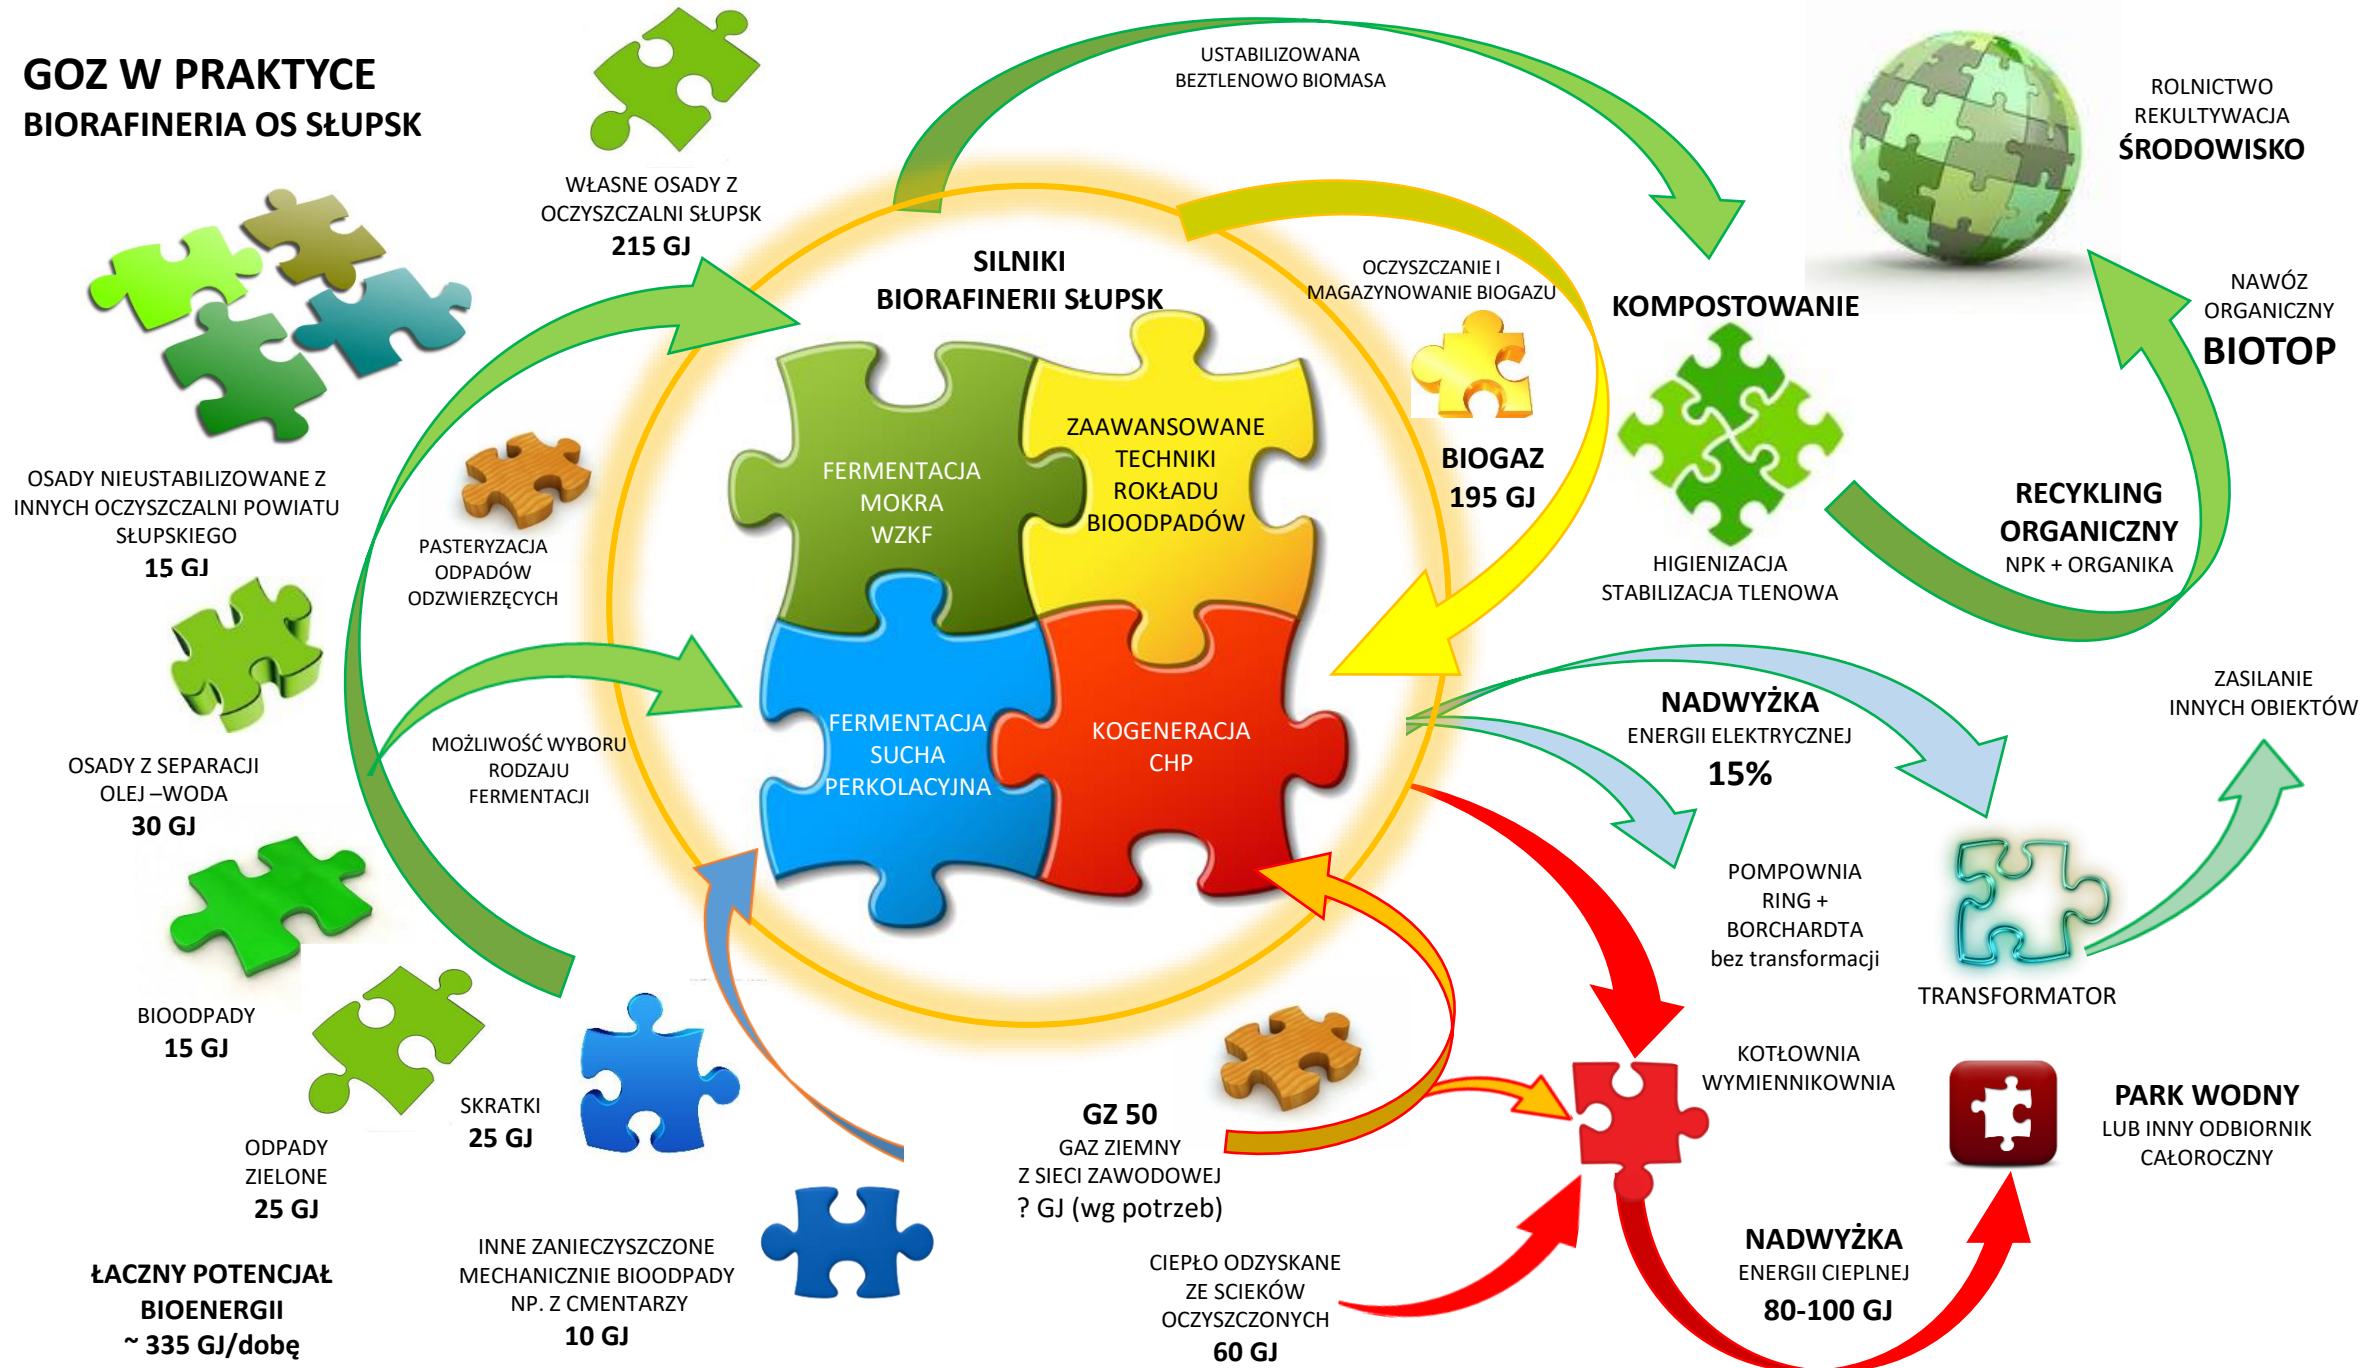 GOZ W PRAKTYCE
BIORAFINERIA OS SŁUPSK
WŁASNE OSADY Z
OCZYSZCZALNI SŁUPSK
215 GJ
USTABILIZOWANA
BEZTLENOWO BIOMASA
ROLNICTWO
REKULTYWACJA
ŚRODOWISKO
SILNIKI
BIORAFINERII SŁUPSK
OCZYSZCZANIE I
MAGAZYNOWANIE BIOGAZU
KOMPOSTOWANIE
NAWÓZ
ORGANICZNY
BIOTOP
OSADY NIEUSTABILIZOWANE Z
INNYCH OCZYSZCZALNI POWIATU
SŁUPSKIEGO
15 GJ
PASTERYZACJA
ODPADÓW
ODZWIERZĘCYCH
FERMENTACJA
MOKRA
WZKF
ZAAWANSOWANE
TECHNIKI
ROKŁADU
BIOODPADÓW
BIOGAZ
195 GJ
RECYKLING
ORGANICZNY
NPK + ORGANIKA
HIGIENIZACJA
STABILIZACJA TLENOWA
OSADY Z SEPARACJI
OLEJ –WODA
30 GJ
MOŻLIWOŚĆ WYBORU
RODZAJU
FERMENTACJI
FERMENTACJA
SUCHA
PERKOLACYJNA
KOGENERACJA
CHP
NADWYŻKA
ENERGII ELEKTRYCZNEJ
15%
ZASILANIE
INNYCH OBIEKTÓW
POMPOWNIA
RING +
BORCHARDTA
bez transformacji
TRANSFORMATOR
BIOODPADY
15 GJ
SKRATKI
25 GJ
ODPADY
ZIELONE
25 GJ
GZ 50
GAZ ZIEMNY
Z SIECI ZAWODOWEJ
? GJ (wg potrzeb)
KOTŁOWNIA
WYMIENNIKOWNIA
PARK WODNY
LUB INNY ODBIORNIK
CAŁOROCZNY
INNE ZANIECZYSZCZONE
MECHANICZNIE BIOODPADY
NP. Z CMENTARZY
10 GJ
CIEPŁO ODZYSKANE
ZE SCIEKÓW
OCZYSZCZONYCH
60 GJ
NADWYŻKA
ENERGII CIEPLNEJ
80-100 GJ
ŁACZNY POTENCJAŁ
BIOENERGII
~ 335 GJ/dobę